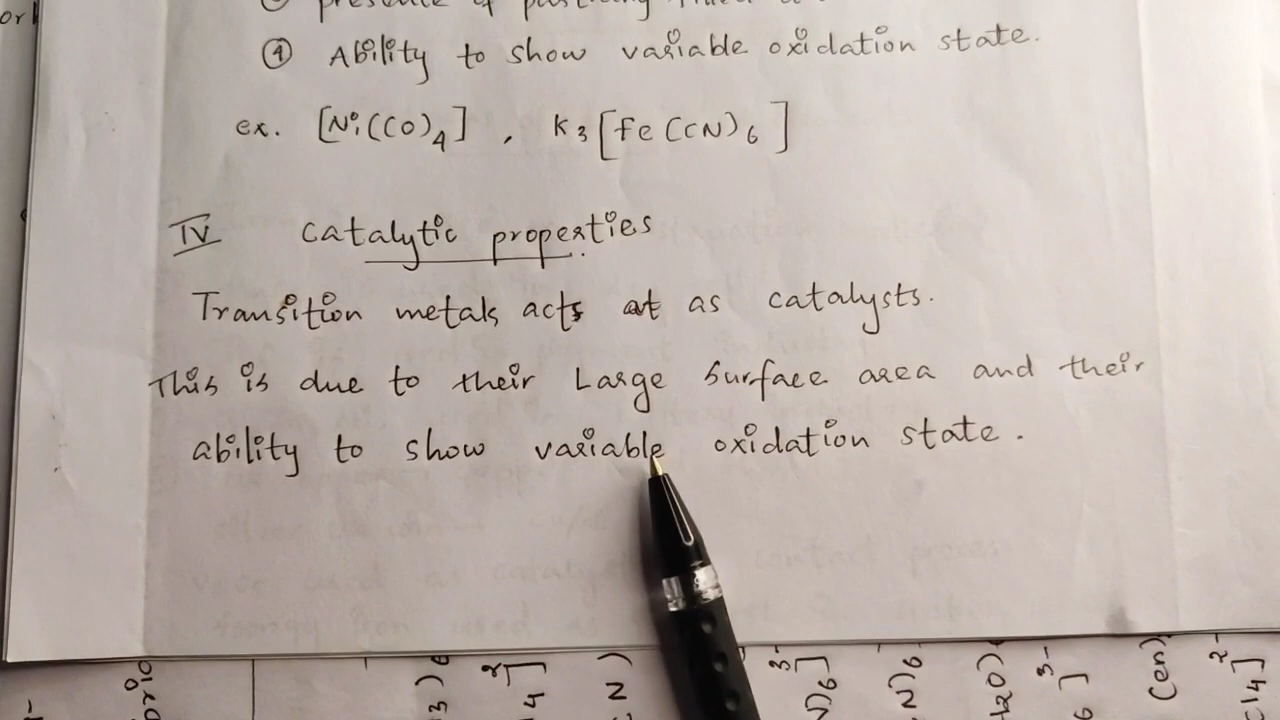 ④ Ability to show variable oxidation state.
ex. [Ni(CO)4] , K3[Fe(CN)6]
IV Catalytic properties
Transition metals acts at as catalysts.
This is due to their Large Surface area and their
ability to show variable oxidation state.